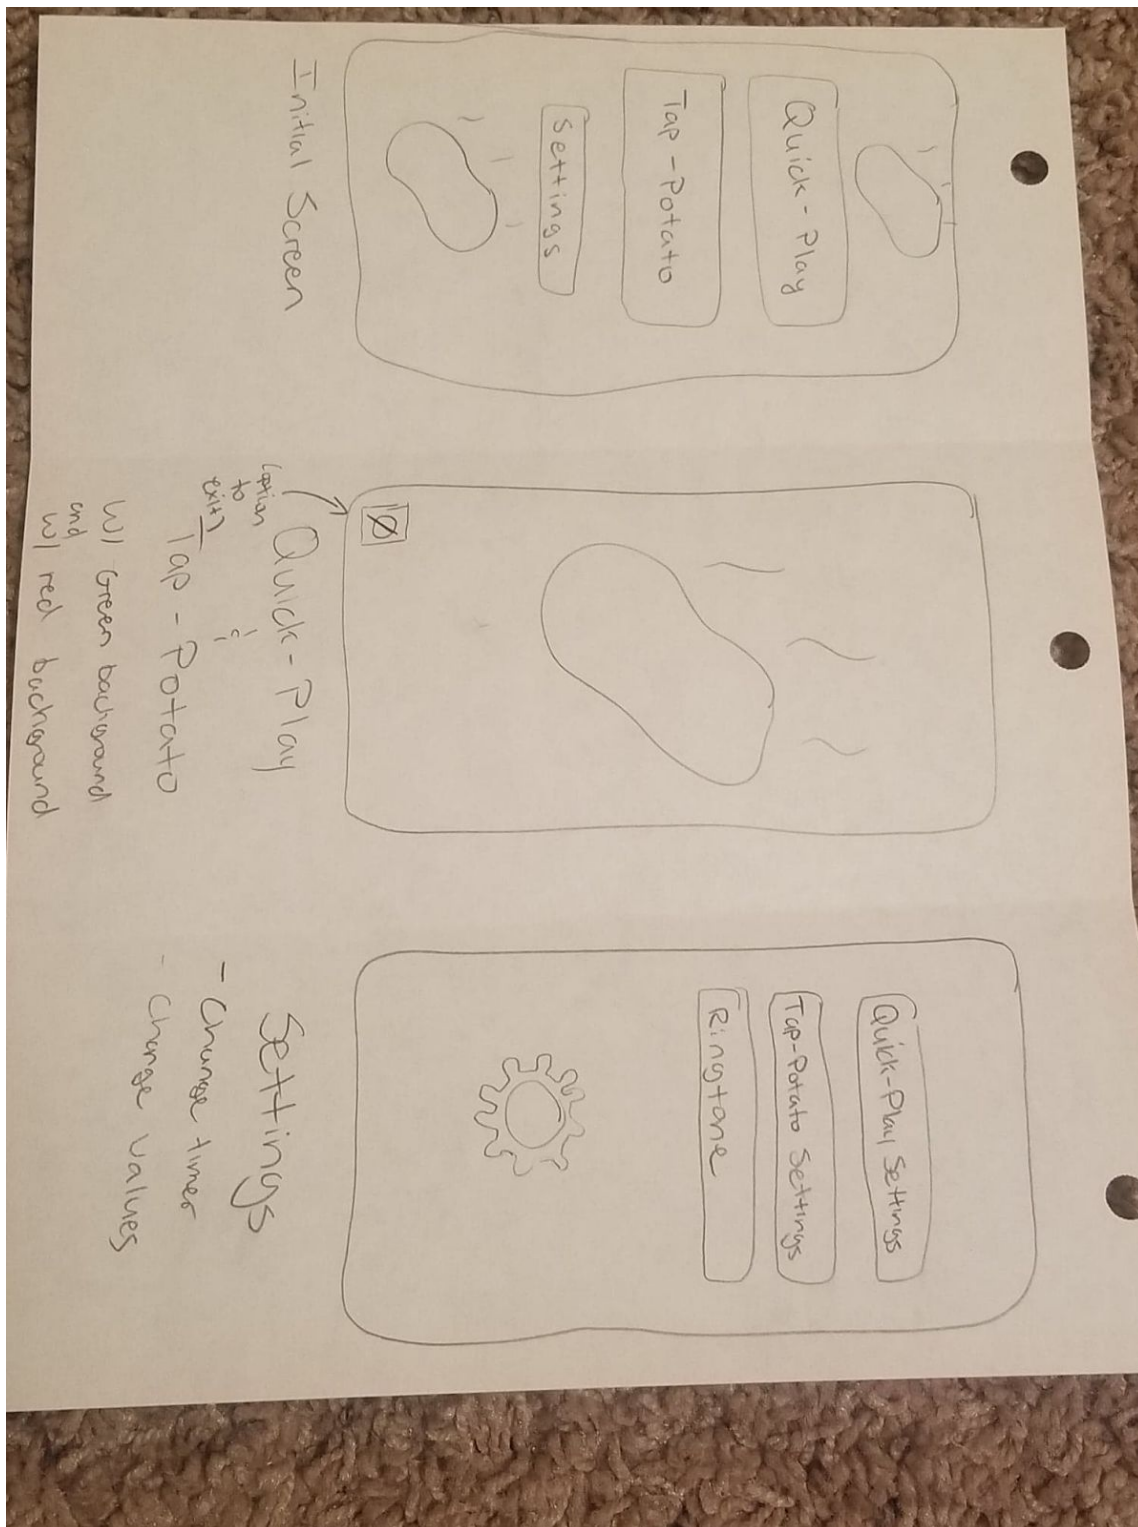 Quick-Play
Tap-Potato
Settings
Initial Screen
(option
to
exit)
Quick-Play
Tap-Potato
W/ Green background
and
W/ red background
Quick-Play Settings
Tap-Potato Settings
Ringtone
Settings
- Change timer
- Change values